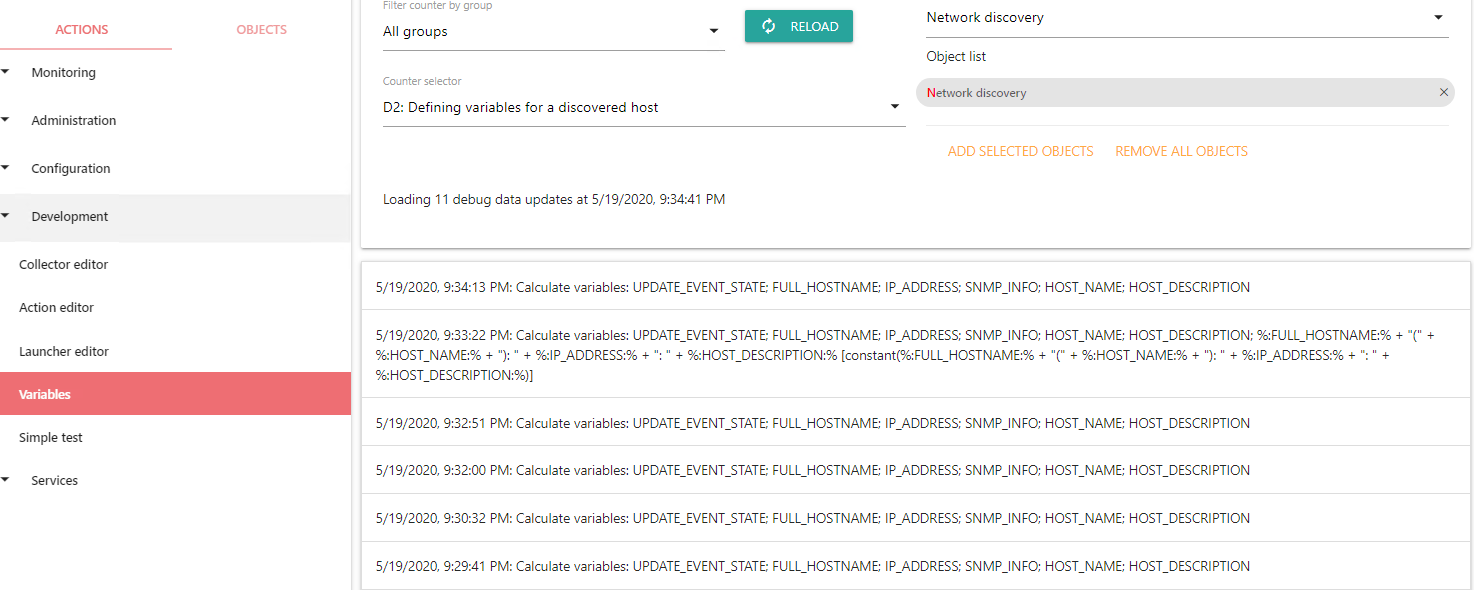 ACTIONS
OBJECTS
Monitoring
Administration
Configuration
Development
Collector editor
Action editor
Launcher editor
Variables
Simple test
Services
Filter counter by group
All groups
RELOAD
Counter selector
D2: Defining variables for a discovered host
Network discovery
Object list
Network discovery
ADD SELECTED OBJECTS
REMOVE ALL OBJECTS
Loading 11 debug data updates at 5/19/2020, 9:34:41 PM
5/19/2020, 9:34:13 PM: Calculate variables: UPDATE_EVENT_STATE; FULL_HOSTNAME; IP_ADDRESS; SNMP_INFO; HOST_NAME; HOST_DESCRIPTION
5/19/2020, 9:33:22 PM: Calculate variables: UPDATE_EVENT_STATE; FULL_HOSTNAME; IP_ADDRESS; SNMP_INFO; HOST_NAME; HOST_DESCRIPTION; %:FULL_HOSTNAME:% + "(" +
%:HOST_NAME:% + "): " + %:IP_ADDRESS:% + ": " + %:HOST_DESCRIPTION:% [constant(%:FULL_HOSTNAME:% + "(" + %:HOST_NAME:% + "): " + %:IP_ADDRESS:% + ": " +
%:HOST_DESCRIPTION:%)]
5/19/2020, 9:32:51 PM: Calculate variables: UPDATE_EVENT_STATE; FULL_HOSTNAME; IP_ADDRESS; SNMP_INFO; HOST_NAME; HOST_DESCRIPTION
5/19/2020, 9:32:00 PM: Calculate variables: UPDATE_EVENT_STATE; FULL_HOSTNAME; IP_ADDRESS; SNMP_INFO; HOST_NAME; HOST_DESCRIPTION
5/19/2020, 9:30:32 PM: Calculate variables: UPDATE_EVENT_STATE; FULL_HOSTNAME; IP_ADDRESS; SNMP_INFO; HOST_NAME; HOST_DESCRIPTION
5/19/2020, 9:29:41 PM: Calculate variables: UPDATE_EVENT_STATE; FULL_HOSTNAME; IP_ADDRESS; SNMP_INFO; HOST_NAME; HOST_DESCRIPTION